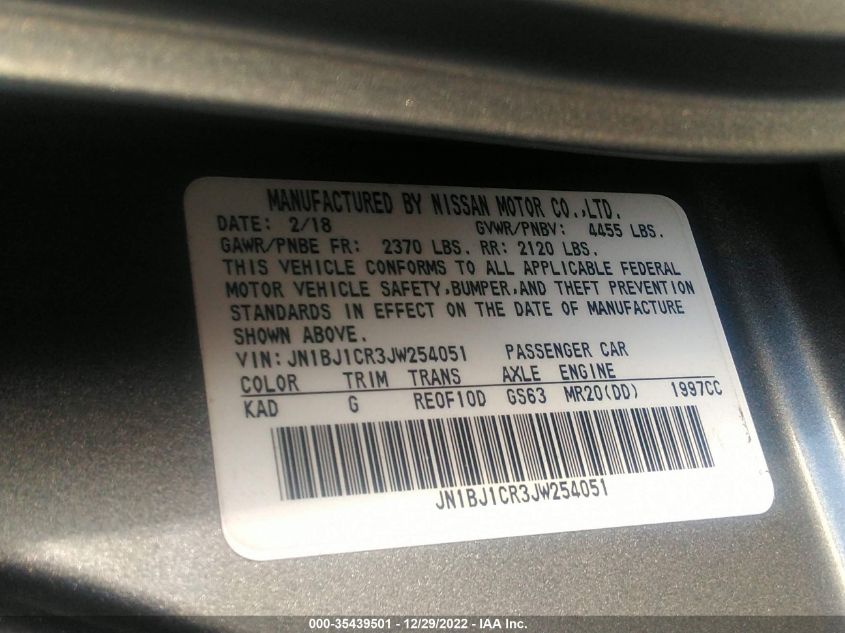 MANUFACTURED BY NISSAN MOTOR CO.,LTD.
DATE: 2/18 GVWR/PNBV: 4455 LBS.
GAWR/PNBE FR: 2370 LBS. RR: 2120 LBS.
THIS VEHICLE CONFORMS TO ALL APPLICABLE FEDERAL
MOTOR VEHICLE SAFETY,BUMPER,AND THEFT PREVENTION
STANDARDS IN EFFECT ON THE DATE OF MANUFACTURE
SHOWN ABOVE.
VIN: JN1BJ1CR3JW254051 PASSENGER CAR
COLOR TRIM TRANS AXLE ENGINE
KAD G RE0F10D GS63 MR20(DD) 1997CC
JN1BJ1CR3JW254051
000-35439501 - 12/29/2022 - IAA Inc.